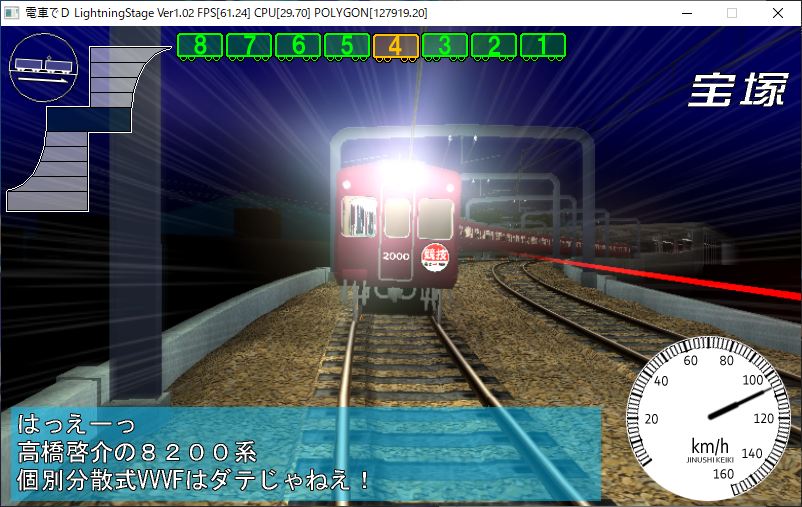 電車でD LightningStage Ver1.02 FPS[61.24] CPU[29.70] POLYGON[127919.20]
8 7 6 5 4 3 2 1
宝塚
2000
競技
20 40 60 80 100 120 140 160
km/h
JINUSHI KEIKI
はっえーっ
高橋啓介の8200系
個別分散式VVVFはダテじゃねえ!